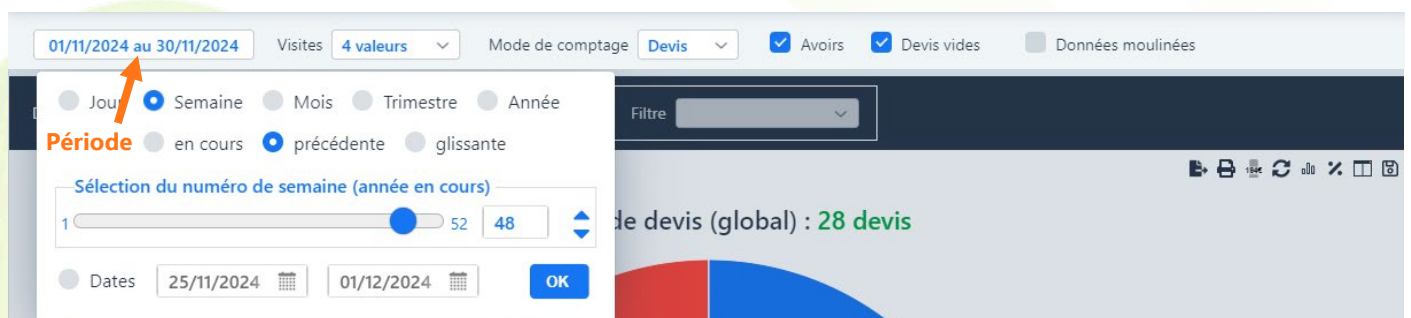 01/11/2024 au 30/11/2024 Visites 4 valeurs Mode de comptage Devis Avoirs Devis vides Données moulinées
Jour Semaine Mois Trimestre Année
Filtre
Période en cours précédente glissante
Sélection du numéro de semaine (année en cours)
1 52 48
de devis (global) : 28 devis
Dates 25/11/2024 01/12/2024 OK